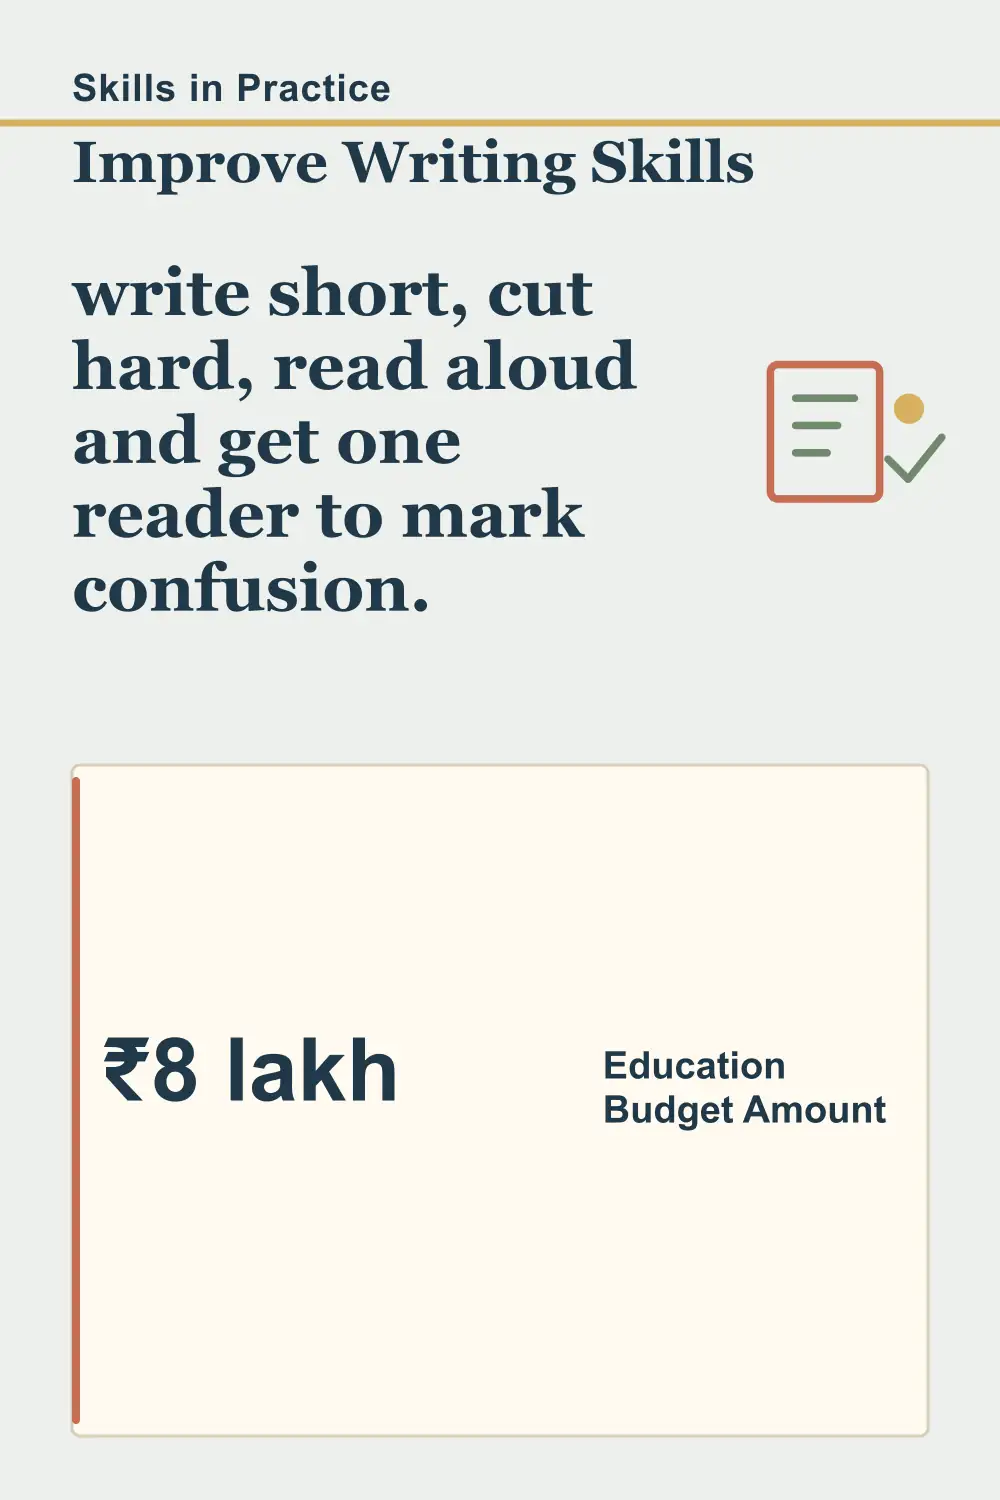 Skills in Practice
Improve Writing Skills
write short, cut
hard, read aloud
and get one
reader to mark
confusion.
₹8 lakh
Education
Budget Amount